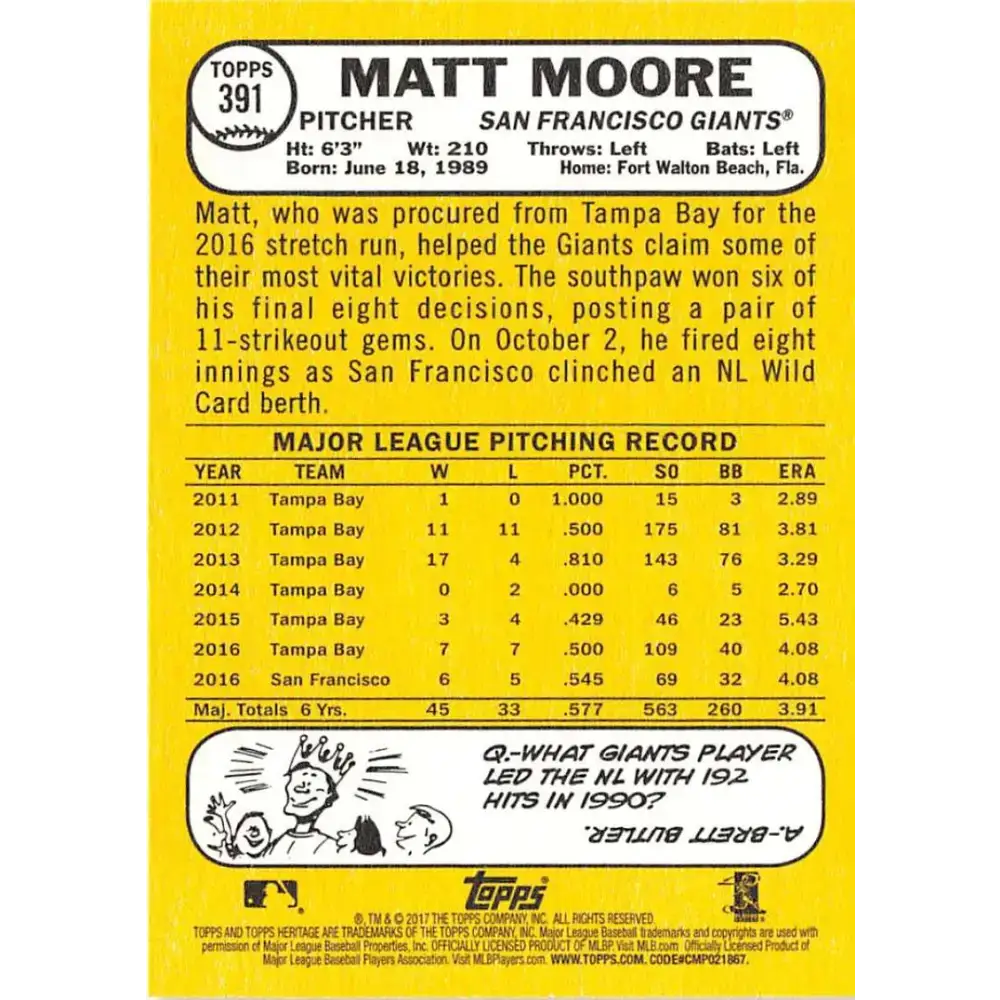 TOPPS
391
MATT MOORE
PITCHER SAN FRANCISCO GIANTS®
Ht: 6'3" Wt: 210 Throws: Left Bats: Left
Born: June 18, 1989 Home: Fort Walton Beach, Fla.
Matt, who was procured from Tampa Bay for the
2016 stretch run, helped the Giants claim some of
their most vital victories. The southpaw won six of
his final eight decisions, posting a pair of
11-strikeout gems. On October 2, he fired eight
innings as San Francisco clinched an NL Wild
Card berth.
MAJOR LEAGUE PITCHING RECORD
YEAR TEAM W L PCT. SO BB ERA
2011 Tampa Bay 1 0 1.000 15 3 2.89
2012 Tampa Bay 11 11 .500 175 81 3.81
2013 Tampa Bay 17 4 .810 143 76 3.29
2014 Tampa Bay 0 2 .000 6 5 2.70
2015 Tampa Bay 3 4 .429 46 23 5.43
2016 Tampa Bay 7 7 .500 109 40 4.08
2016 San Francisco 6 5 .545 69 32 4.08
Maj. Totals 6 Yrs. 45 33 .577 563 260 3.91
Q.-WHAT GIANTS PLAYER
LED THE NL WITH 192
HITS IN 1990?
A.-BRETT BUTLER.
topps®
®, TM & © 2017 THE TOPPS COMPANY, INC. ALL RIGHTS RESERVED.
TOPPS AND TOPPS HERITAGE ARE TRADEMARKS OF THE TOPPS COMPANY, INC. Major League Baseball trademarks and copyrights are used with
permission of Major League Baseball Properties, Inc. OFFICIALLY LICENSED PRODUCT OF MLBP. Visit MLB.com Officially Licensed Product of
Major League Baseball Players Association. Visit MLBPlayers.com. WWW.TOPPS.COM. CODE#CMP021867.